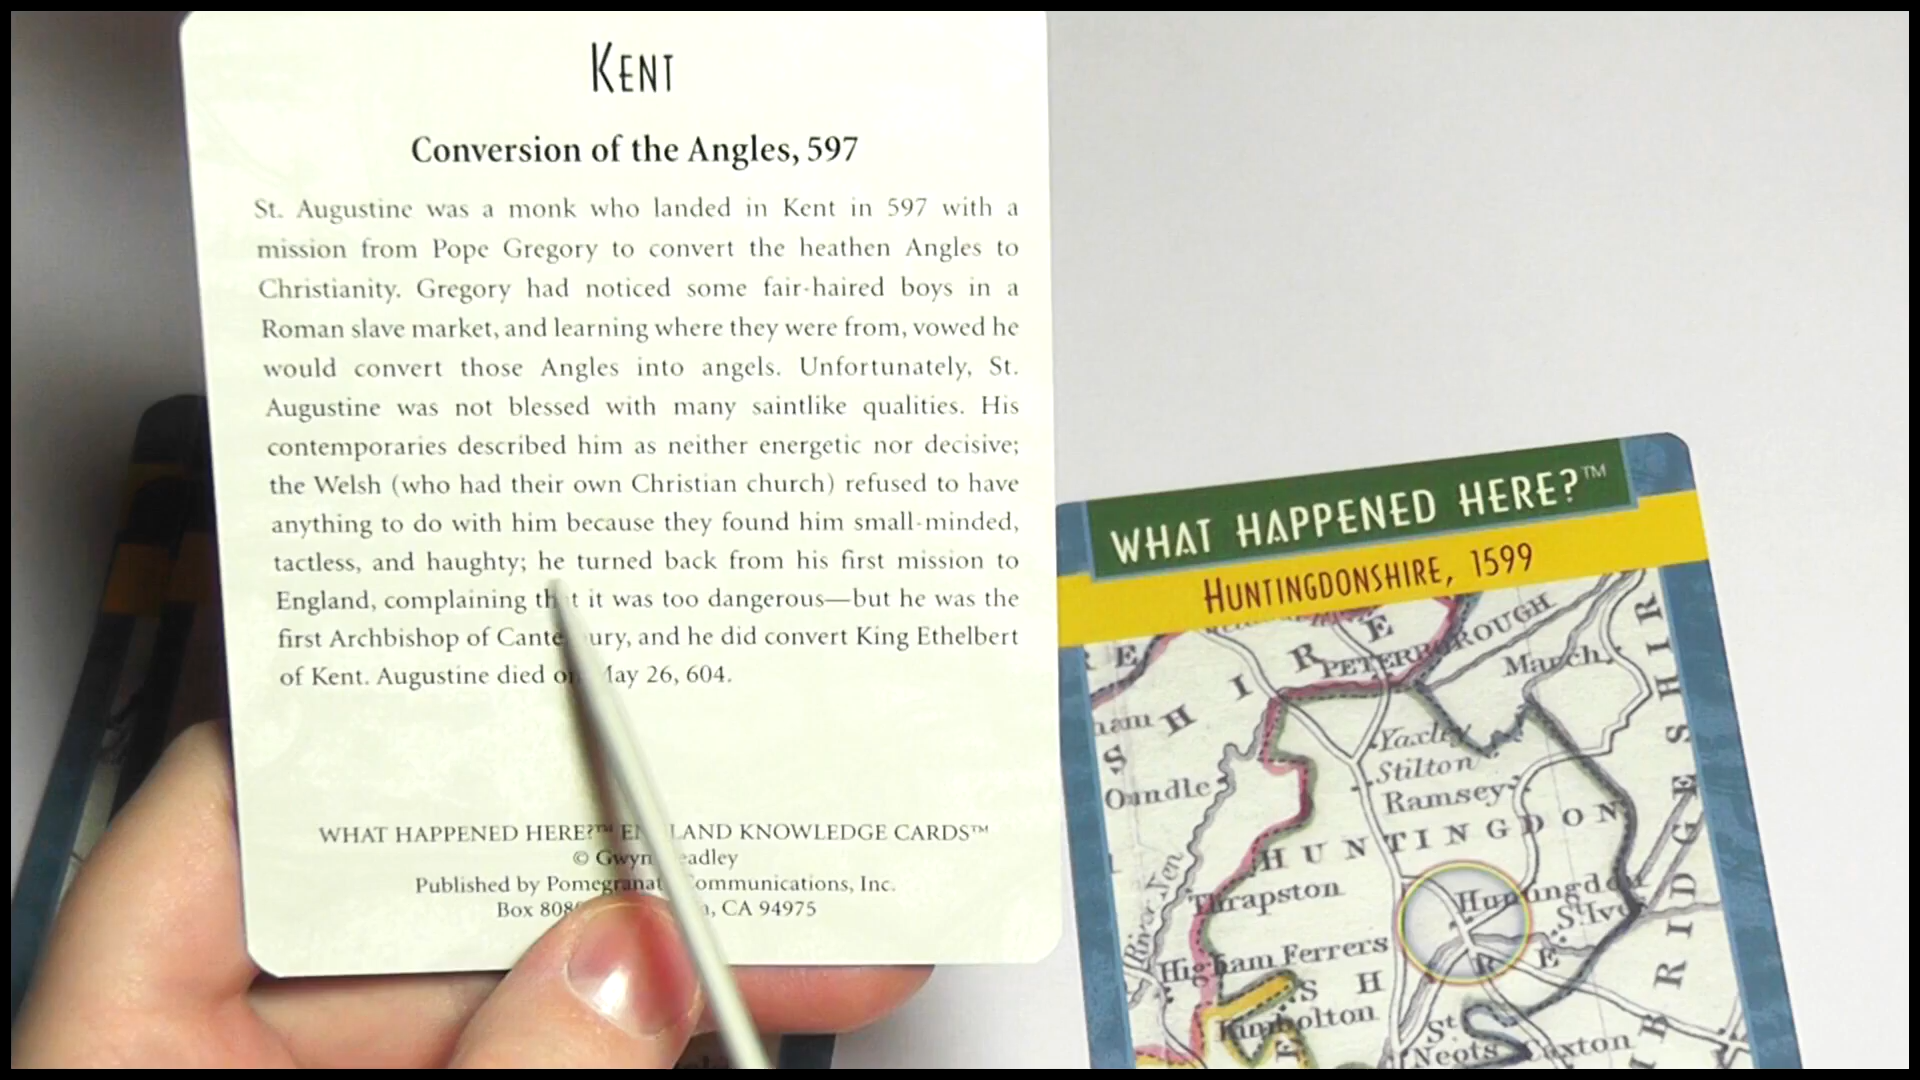 KENT
Conversion of the Angles, 597
St. Augustine was a monk who landed in Kent in 597 with a
mission from Pope Gregory to convert the heathen Angles to
Christianity. Gregory had noticed some fair-haired boys in a
Roman slave market, and learning where they were from, vowed he
would convert those Angles into angels. Unfortunately, St.
Augustine was not blessed with many saintlike qualities. His
contemporaries described him as neither energetic nor decisive;
the Welsh (who had their own Christian church) refused to have
anything to do with him because they found him small-minded,
tactless, and haughty; he turned back from his first mission to
England, complaining that it was too dangerous—but he was the
first Archbishop of Canterbury, and he did convert King Ethelbert
of Kent. Augustine died on May 26, 604.
WHAT HAPPENED HERE?™ ENGLAND KNOWLEDGE CARDS™
© Gwyn
Published by Pomegranate Communications, Inc.
Box CA 94975
WHAT HAPPENED HERE?™
HUNTINGDONSHIRE, 1599
PETERBOROUGH
March
Yaxley
Stilton
Oundle
Ramsey
HUNTINGDON
Thrapston
Huntingdon
St Ives
River Nen
Higham Ferrers
SHIRE
Kimbolton
St
Neots
Caxton